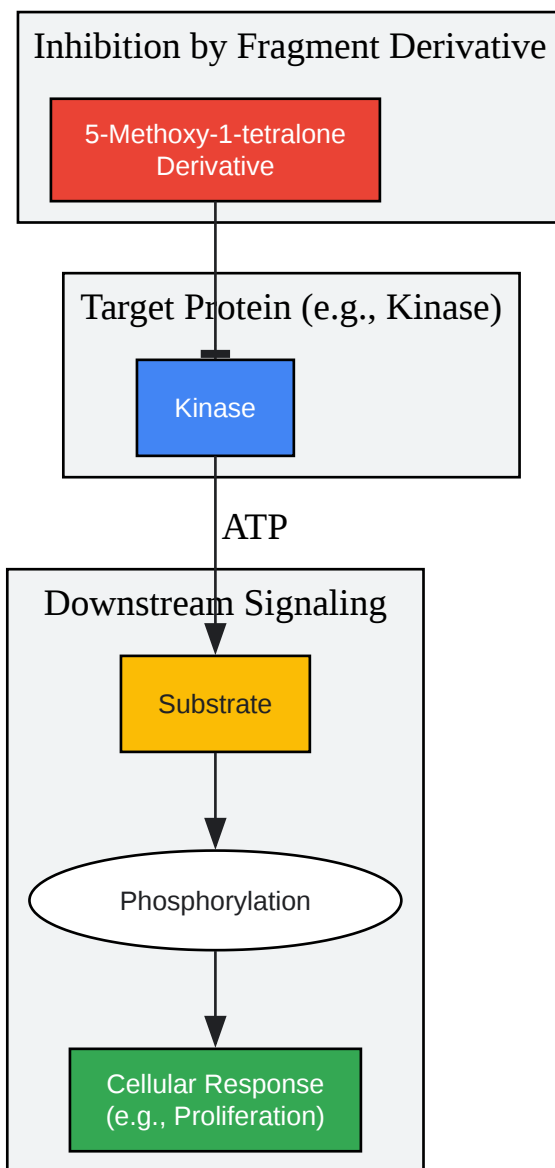 Inhibition by Fragment Derivative
5-Methoxy-1-tetralone
Derivative
Target Protein (e.g., Kinase)
Kinase
ATP
Downstream Signaling
Substrate
Phosphorylation
Cellular Response
(e.g., Proliferation)